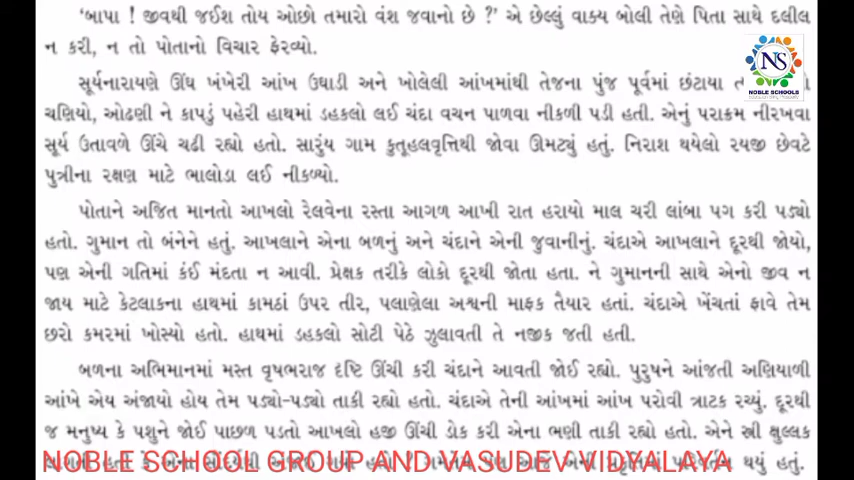 'બાપા ! જીવથી જઈશ તોય ઓછો તમારો વંશ જવાનો છે ?' એ છેલ્લું વાક્ય બોલી તેણે પિતા સાથે દલીલ
ન કરી, ન તો પોતાનો વિચાર ફેરવ્યો.
સૂર્યનારાયણે ઊંઘ ખંખેરી આંખ ઉઘાડી અને ખોલેલી આંખમાંથી તેજના પુંજ પૂર્વમાં છંટાયા
ચણિયો, ઓઢણી ને કાપડું પહેરી હાથમાં ડહકલો લઈ ચંદા વચન પાળવા નીકળી પડી હતી. એનું પરાક્રમ નીરખવા
સૂર્ય ઉતાવળે ઊંચે ચઢી રહ્યો હતો. સારુંય ગામ કુતૂહલવૃત્તિથી જોવા ઊમટ્યું હતું. નિરાશ થયેલો રયજી છેવટે
પુત્રીના રક્ષણ માટે ભાલોડા લઈ નીકળ્યો.
પોતાને અજિત માનતો આખલો રેલવેના રસ્તા આગળ આખી રાત હરાયો માલ ચરી લાંબા પગ કરી પડ્યો
હતો. ગુમાન તો બંનેને હતું. આખલાને એના બળનું અને ચંદાને એની જુવાનીનું. ચંદાએ આખલાને દૂરથી જોયો,
પણ એની ગતિમાં કંઈ મંદતા ન આવી. પ્રેક્ષક તરીકે લોકો દૂરથી જોતા હતા. ને ગુમાનની સાથે એનો જીવ ન
જાય માટે કેટલાકના હાથમાં કામઠાં ઉપર તીર, પલાણેલા અશ્વની માફક તૈયાર હતાં. ચંદાએ ખેંચતાં ફાવે તેમ
છરો કમરમાં ખોસ્યો હતો. હાથમાં ડહકલો સોટી પેઠે ઝુલાવતી તે નજીક જતી હતી.
બળના અભિમાનમાં મસ્ત વૃષભરાજ દૃષ્ટિ ઊંચી કરી ચંદાને આવતી જોઈ રહ્યો. પુરુષને આંજતી અણિયાળી
આંખે એય અંજાયો હોય તેમ પડ્યો-પડ્યો તાકી રહ્યો હતો. ચંદાએ તેની આંખમાં આંખ પરોવી ત્રાટક રચ્યું. દૂરથી
જ મનુષ્ય કે પશુને જોઈ પાછળ પડતો આખલો હજી ઊંચી ડોક કરી એના ભણી તાકી રહ્યો હતો. એને સ્ત્રી ક્ષુલ્લક
થયું હતું.
NS
NOBLE SCHOOLS
NOBLE SCHOOL GROUP AND VASUDEV VIDYALAYA